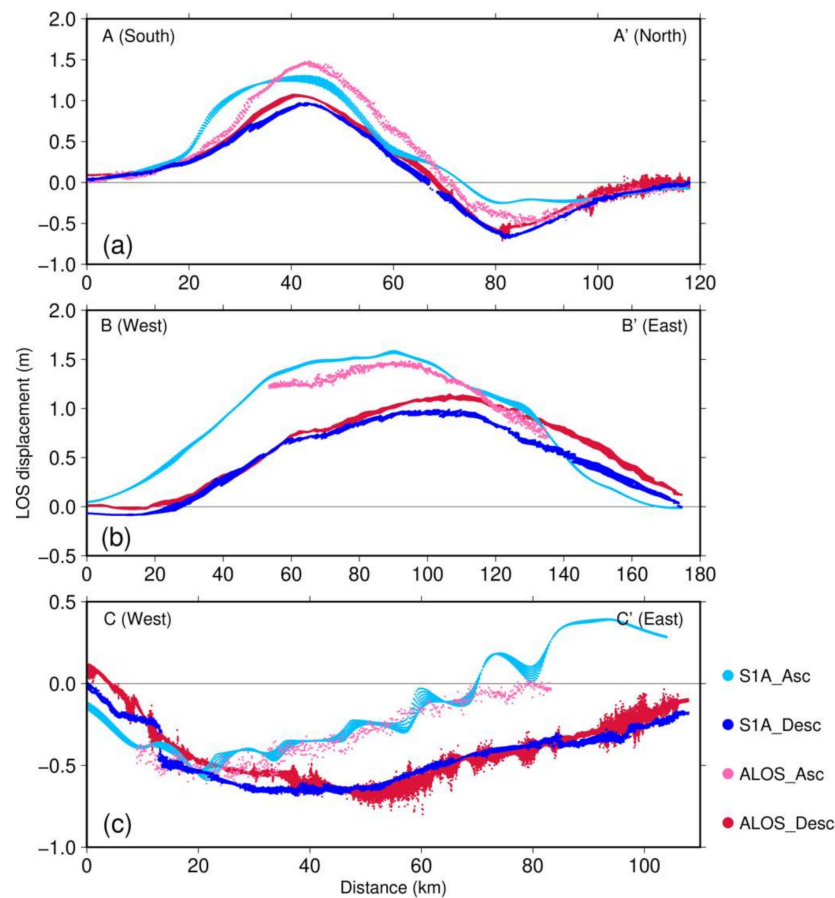 2.0
A (South)
A' (North)
1.5
1.0
0.5
0.0
−0.5
(a)
−1.0
0 20 40 60 80 100 120
2.0
B (West)
B' (East)
1.5
1.0
0.5
0.0
(b)
−0.5
0 20 40 60 80 100 120 140 160 180
LOS displacement (m)
0.5
C (West)
C' (East)
0.0
−0.5
(c)
−1.0
0 20 40 60 80 100
Distance (km)
S1A_Asc
S1A_Desc
ALOS_Asc
ALOS_Desc